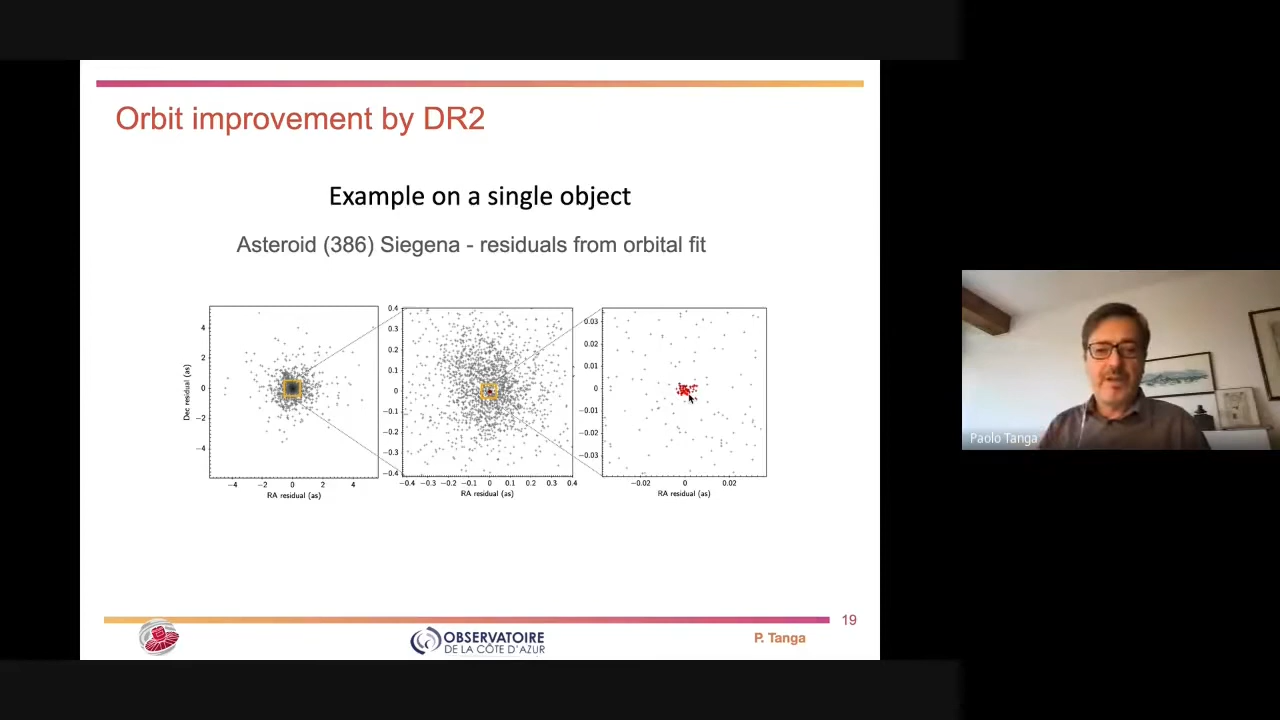 Orbit improvement by DR2
Example on a single object
Asteroid (386) Siegena - residuals from orbital fit
Dec residual (as)
4
2
0
−2
−4
−4 −2 0 2 4
RA residual (as)
0.4
0.3
0.2
0.1
0
−0.1
−0.2
−0.3
−0.4
−0.4 −0.3 −0.2 −0.1 0 0.1 0.2 0.3 0.4
RA residual (as)
0.03
0.02
0.01
0
−0.01
−0.02
−0.03
−0.02 0 0.02
RA residual (as)
OBSERVATOIRE
DE LA CÔTE D'AZUR
P. Tanga
19
Paolo Tanga